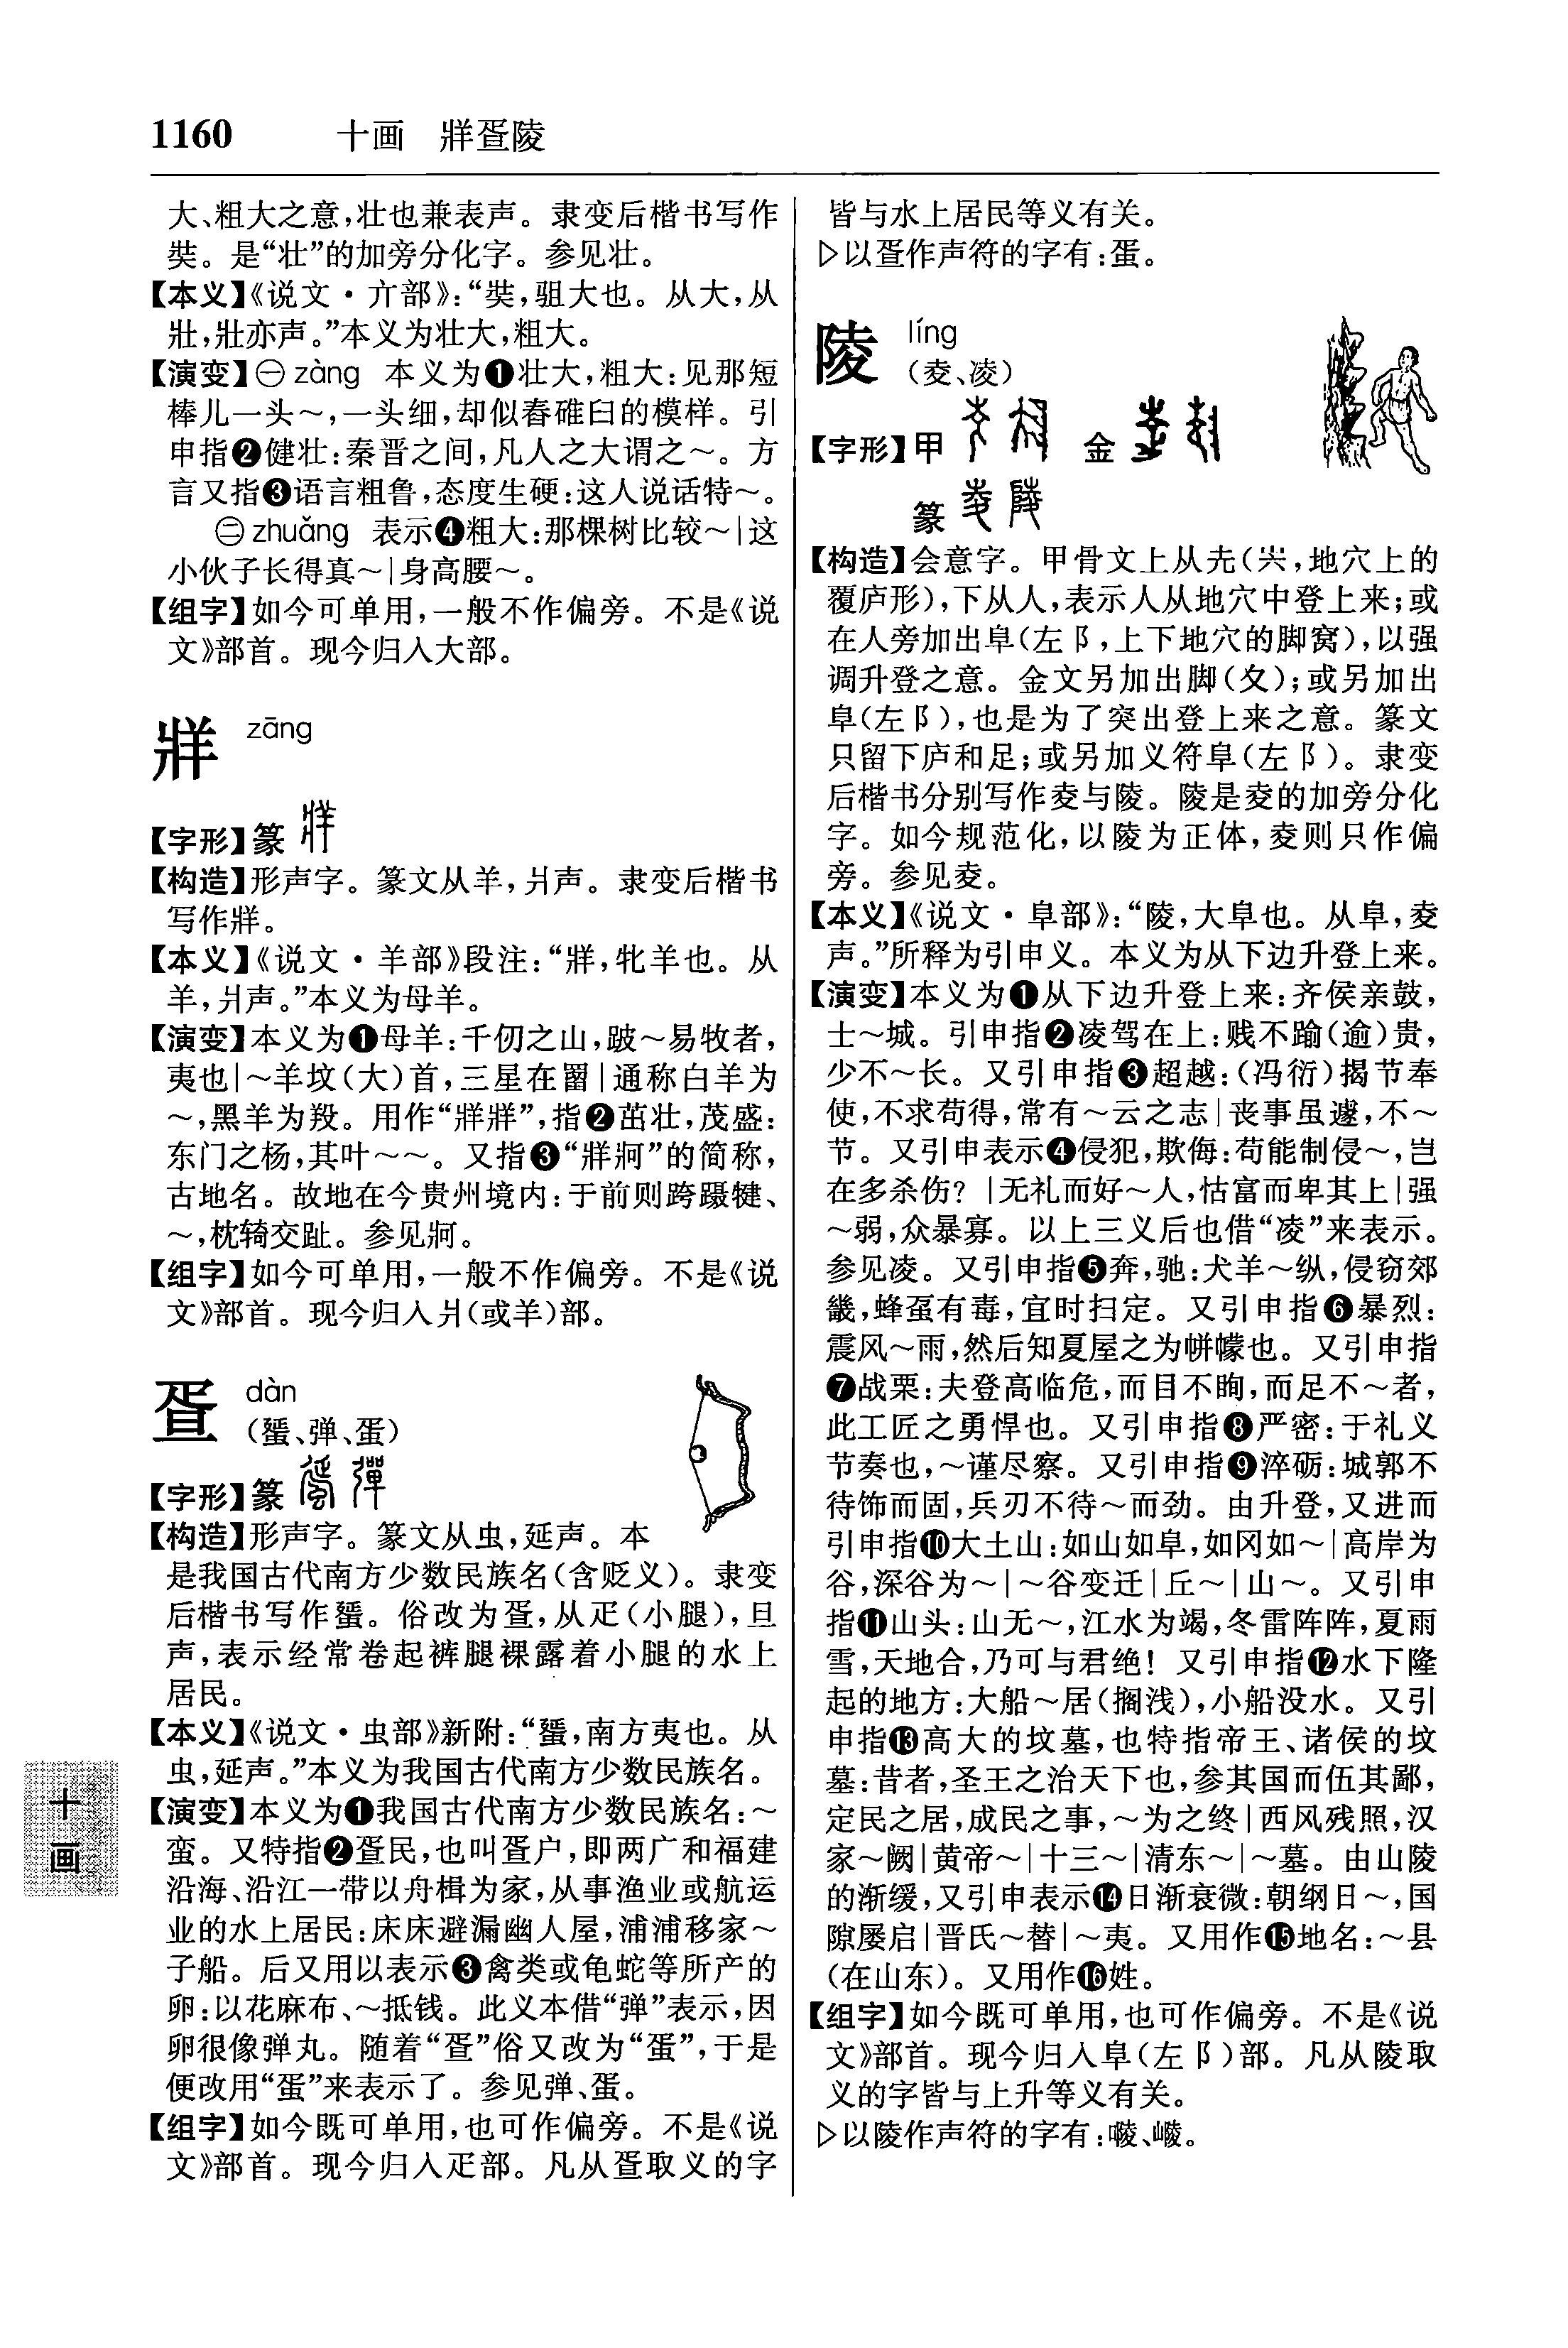 1160 十画 牂疍陵
大、粗大之意,壮也兼表声。隶变后楷书写作
奘。是“壮”的加旁分化字。参见壮。
【本义】《说文·亣部》:“奘,驵大也。从大,从
壯,壯亦声。”本义为壮大,粗大。
【演变】㊀zàng 本义为❶壮大,粗大:见那短
棒儿一头～,一头细,却似舂碓臼的模样。引
申指❷健壮:秦晋之间,凡人之大谓之～。方
言又指❸语言粗鲁,态度生硬:这人说话特～。
㊁zhuǎng 表示❹粗大:那棵树比较～|这
小伙子长得真～|身高腰～。
【组字】如今可单用,一般不作偏旁。不是《说
文》部首。现今归入大部。
牂 zāng
【字形】篆
【构造】形声字。篆文从羊,爿声。隶变后楷书
写作牂。
【本义】《说文·羊部》段注:“牂,牝羊也。从
羊,爿声。”本义为母羊。
【演变】本义为❶母羊:千仞之山,跛～易牧者,
夷也|～羊坟(大)首,三星在罶|通称白羊为
～,黑羊为羖。用作“牂牂”,指❷茁壮,茂盛:
东门之杨,其叶～～。又指❸“牂牁”的简称,
古地名。故地在今贵州境内:于前则跨蹑犍、
～,枕輢交趾。参见牁。
【组字】如今可单用,一般不作偏旁。不是《说
文》部首。现今归入爿(或羊)部。
疍 dàn
(蜑、弹、蛋)
【字形】篆
【构造】形声字。篆文从虫,延声。本
是我国古代南方少数民族名(含贬义)。隶变
后楷书写作蜑。俗改为疍,从疋(小腿),旦
声,表示经常卷起裤腿裸露着小腿的水上
居民。
【本义】《说文·虫部》新附:“蜑,南方夷也。从
虫,延声。”本义为我国古代南方少数民族名。
【演变】本义为❶我国古代南方少数民族名:～
蛮。又特指❷疍民,也叫疍户,即两广和福建
沿海、沿江一带以舟楫为家,从事渔业或航运
业的水上居民:床床避漏幽人屋,浦浦移家～
子船。后又用以表示❸禽类或龟蛇等所产的
卵:以花麻布、～抵钱。此义本借“弹”表示,因
卵很像弹丸。随着“疍”俗又改为“蛋”,于是
便改用“蛋”来表示了。参见弹、蛋。
【组字】如今既可单用,也可作偏旁。不是《说
文》部首。现今归入疋部。凡从疍取义的字
皆与水上居民等义有关。
▷以疍作声符的字有:蛋。
陵 líng
(夌、凌)
【字形】甲 金
篆
【构造】会意字。甲骨文上从圥(,地穴上的
覆庐形),下从人,表示人从地穴中登上来;或
在人旁加出阜(左阝,上下地穴的脚窝),以强
调升登之意。金文另加出脚(夂);或另加出
阜(左阝),也是为了突出登上来之意。篆文
只留下庐和足;或另加义符阜(左阝)。隶变
后楷书分别写作夌与陵。陵是夌的加旁分化
字。如今规范化,以陵为正体,夌则只作偏
旁。参见夌。
【本义】《说文·阜部》:“陵,大阜也。从阜,夌
声。”所释为引申义。本义为从下边升登上来。
【演变】本义为❶从下边升登上来:齐侯亲鼓,
士～城。引申指❷凌驾在上:贱不踰(逾)贵,
少不～长。又引申指❸超越:(冯衍)揭节奉
使,不求苟得,常有～云之志|丧事虽遽,不～
节。又引申表示❹侵犯,欺侮:苟能制侵～,岂
在多杀伤?|无礼而好～人,怙富而卑其上|强
～弱,众暴寡。以上三义后也借“凌”来表示。
参见凌。又引申指❺奔,驰:犬羊～纵,侵窃郊
畿,蜂虿有毒,宜时扫定。又引申指❻暴烈:
震风～雨,然后知夏屋之为帡幪也。又引申指
❼战栗:夫登高临危,而目不眴,而足不～者,
此工匠之勇悍也。又引申指❽严密:于礼义
节奏也,～谨尽察。又引申指❾淬砺:城郭不
待饰而固,兵刃不待～而劲。由升登,又进而
引申指❿大土山:如山如阜,如冈如～|高岸为
谷,深谷为～|～谷变迁|丘～|山～。又引申
指⓫山头:山无～,江水为竭,冬雷阵阵,夏雨
雪,天地合,乃可与君绝!又引申指⓬水下隆
起的地方:大船～居(搁浅),小船没水。又引
申指⓭高大的坟墓,也特指帝王、诸侯的坟
墓:昔者,圣王之治天下也,参其国而伍其鄙,
定民之居,成民之事,～为之终|西风残照,汉
家～阙|黄帝～|十三～|清东～|～墓。由山陵
的渐缓,又引申表示⓮日渐衰微:朝纲日～,国
隙屡启|晋氏～替|～夷。又用作⓯地名:～县
(在山东)。又用作⓰姓。
【组字】如今既可单用,也可作偏旁。不是《说
文》部首。现今归入阜(左阝)部。凡从陵取
义的字皆与上升等义有关。
▷以陵作声符的字有:
十
画